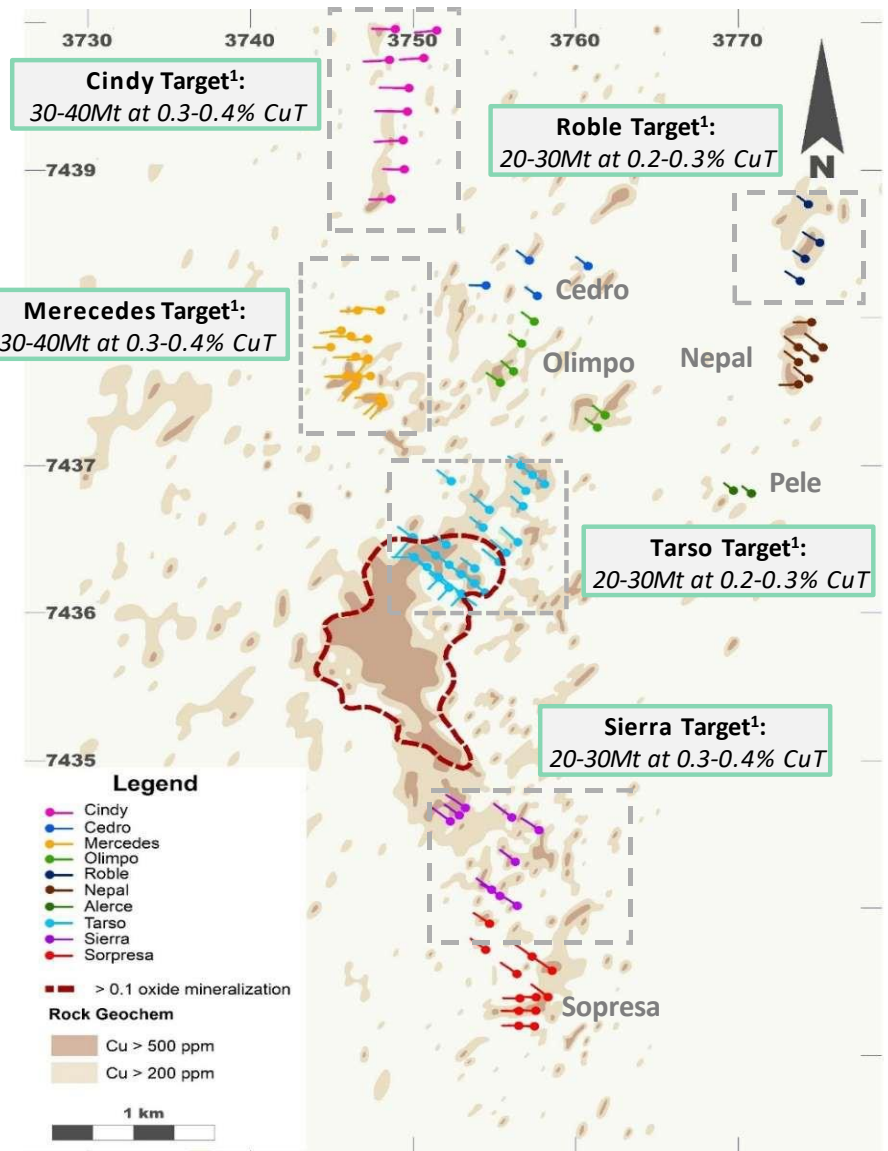 3730 3740 3750 3760 3770
Cindy Target¹:
30-40Mt at 0.3-0.4% CuT
Roble Target¹:
20-30Mt at 0.2-0.3% CuT
N
7439
Cedro
Merecedes Target¹:
30-40Mt at 0.3-0.4% CuT
Olimpo
Nepal
7437
Pele
Tarso Target¹:
20-30Mt at 0.2-0.3% CuT
7436
Sierra Target¹:
20-30Mt at 0.3-0.4% CuT
7435
Legend
Cindy
Cedro
Mercedes
Olimpo
Roble
Nepal
Alerce
Tarso
Sierra
Sorpresa
> 0.1 oxide mineralization
Rock Geochem
Cu > 500 ppm
Cu > 200 ppm
1 km
Sopresa